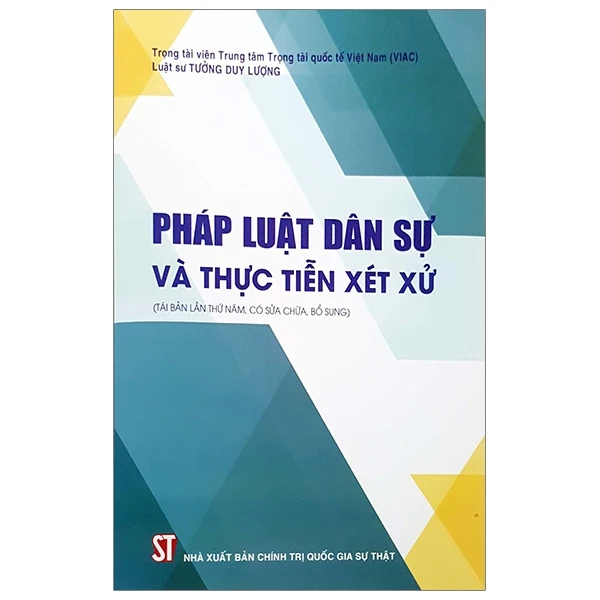 Trọng tài viên Trung tâm Trọng tài quốc tế Việt Nam (VIAC)
Luật sư TƯỞNG DUY LƯỢNG
PHÁP LUẬT DÂN SỰ
VÀ THỰC TIỄN XÉT XỬ
(TÁI BẢN LẦN THỨ NĂM, CÓ SỬA CHỮA, BỔ SUNG)
ST
NHÀ XUẤT BẢN CHÍNH TRỊ QUỐC GIA SỰ THẬT